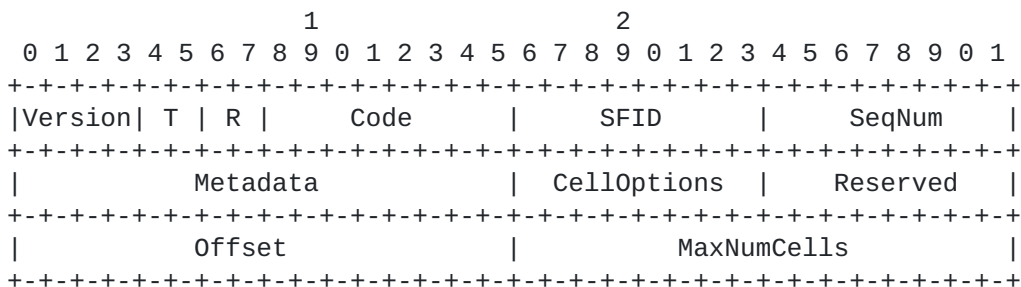 1                   2
 0 1 2 3 4 5 6 7 8 9 0 1 2 3 4 5 6 7 8 9 0 1 2 3 4 5 6 7 8 9 0 1
+-+-+-+-+-+-+-+-+-+-+-+-+-+-+-+-+-+-+-+-+-+-+-+-+-+-+-+-+-+-+-+-+
|Version| T | R |     Code      |     SFID      |     SeqNum    |
+-+-+-+-+-+-+-+-+-+-+-+-+-+-+-+-+-+-+-+-+-+-+-+-+-+-+-+-+-+-+-+-+
|           Metadata            |  CellOptions  |    Reserved   |
+-+-+-+-+-+-+-+-+-+-+-+-+-+-+-+-+-+-+-+-+-+-+-+-+-+-+-+-+-+-+-+-+
|           Offset              |          MaxNumCells          |
+-+-+-+-+-+-+-+-+-+-+-+-+-+-+-+-+-+-+-+-+-+-+-+-+-+-+-+-+-+-+-+-+